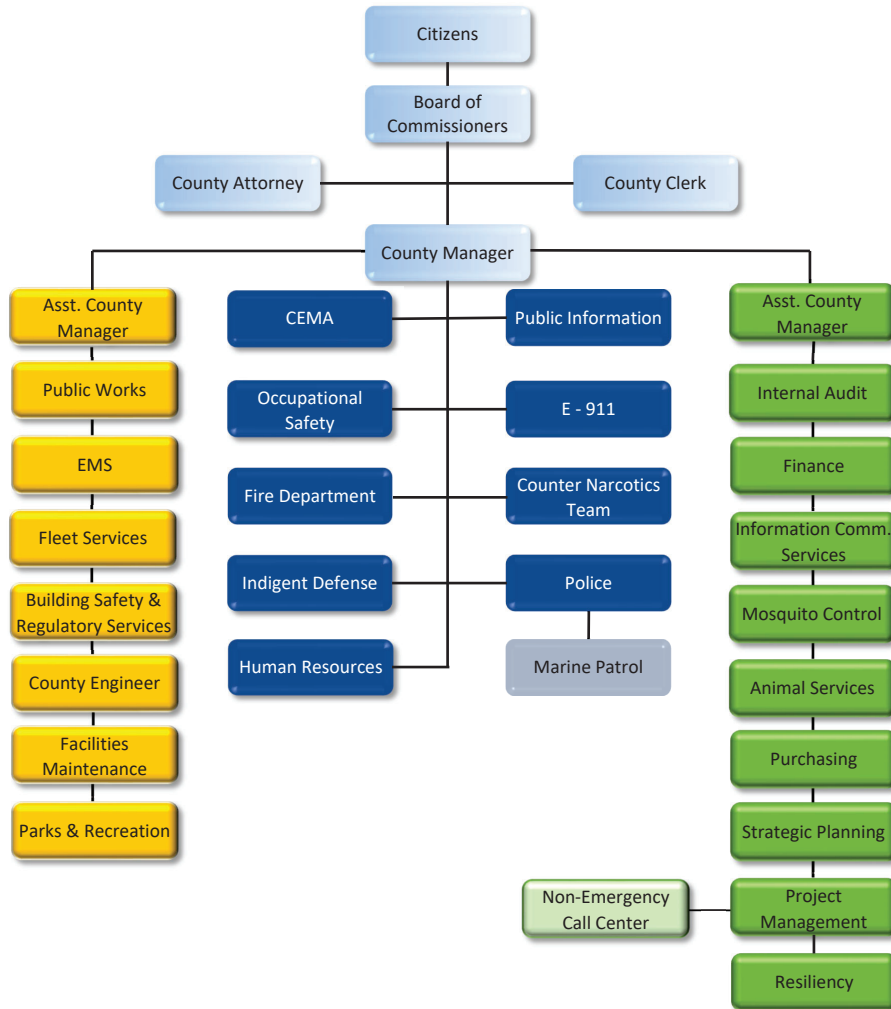 Citizens
Board of
Commissioners
County Attorney
County Clerk
County Manager
Asst. County
Manager
Public Works
EMS
Fleet Services
Building Safety &
Regulatory Services
County Engineer
Facilities
Maintenance
Parks & Recreation
CEMA
Public Information
Occupational
Safety
E - 911
Fire Department
Counter Narcotics
Team
Indigent Defense
Police
Human Resources
Marine Patrol
Asst. County
Manager
Internal Audit
Finance
Information Comm.
Services
Mosquito Control
Animal Services
Purchasing
Strategic Planning
Non-Emergency
Call Center
Project
Management
Resiliency